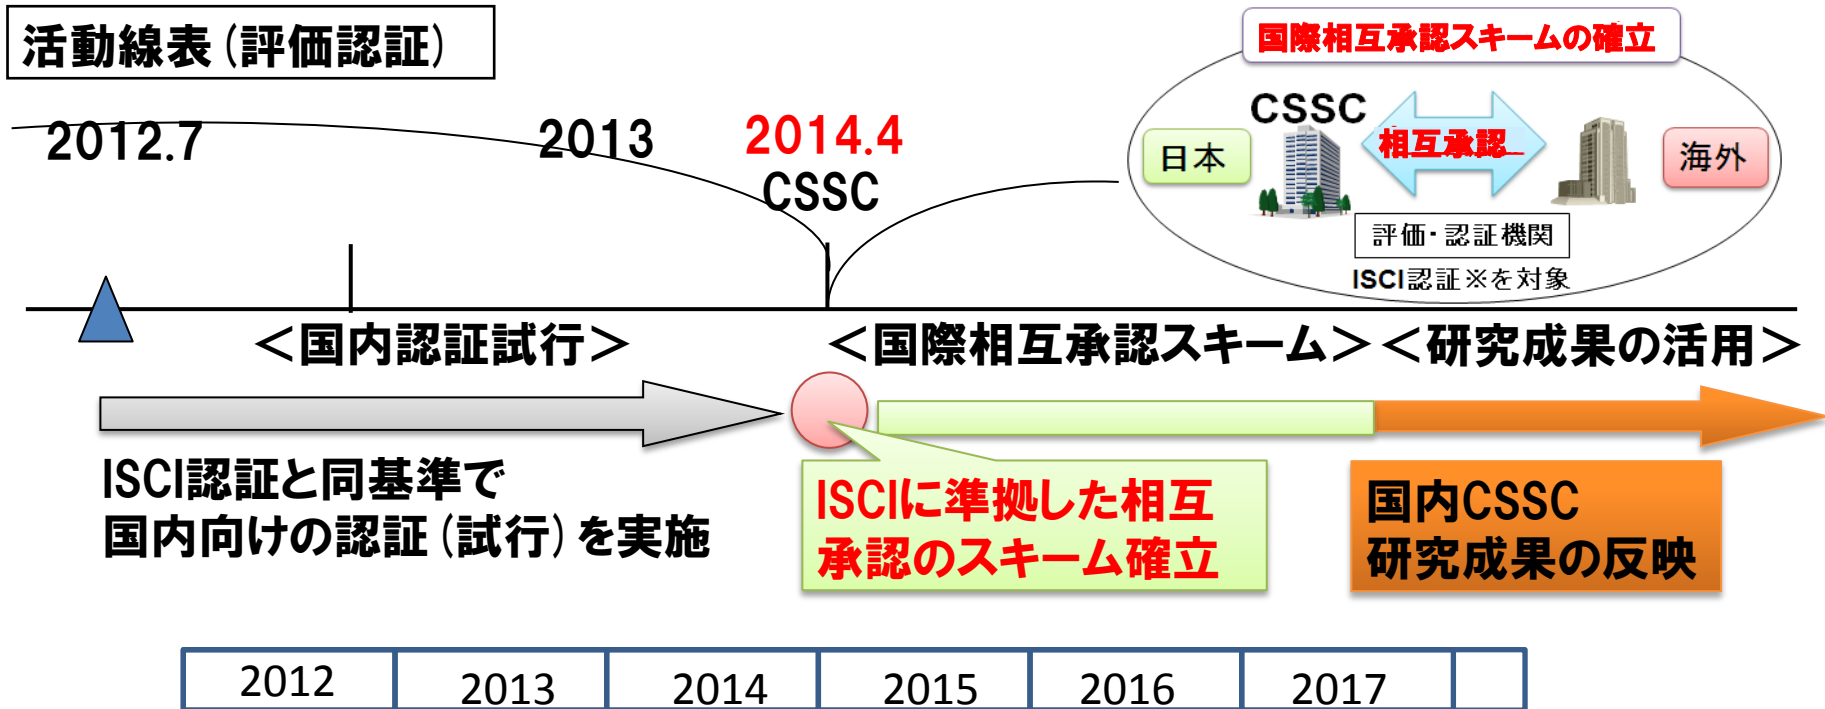 活動線表(評価認証)
国際相互承認スキームの確立
2012.7
2013
2014.4
CSSC
CSSC
日本
相互承認
海外
評価・認証機関
ISCI認証※を対象
<国内認証試行>
<国際相互承認スキーム>
<研究成果の活用>
ISCI認証と同基準で
国内向けの認証(試行)を実施
ISCIに準拠した相互
承認のスキーム確立
国内CSSC
研究成果の反映
2012
2013
2014
2015
2016
2017